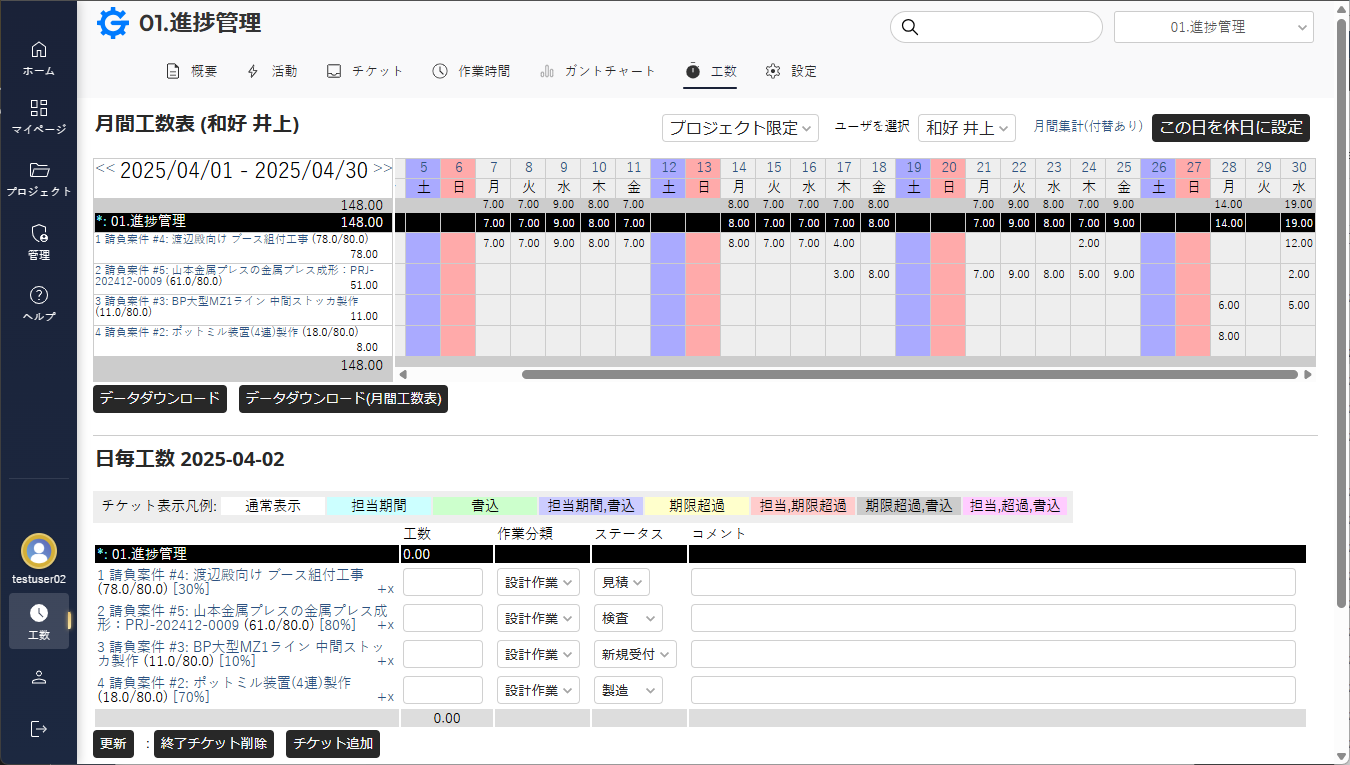 01.進捗管理
01.進捗管理
ホーム
マイページ
プロジェクト
管理
ヘルプ
testuser02
工数
概要 活動 チケット 作業時間 ガントチャート 工数 設定
月間工数表 (和好 井上)
プロジェクト限定 ユーザを選択 和好 井上 月間集計(付替あり) この日を休日に設定
<< 2025/04/01 - 2025/04/30 >> 5 6 7 8 9 10 11 12 13 14 15 16 17 18 19 20 21 22 23 24 25 26 27 28 29 30
土 日 月 火 水 木 金 土 日 月 火 水 木 金 土 日 月 火 水 木 金 土 日 月 火 水
148.00 7.00 7.00 9.00 8.00 7.00 8.00 7.00 7.00 7.00 8.00 7.00 9.00 8.00 7.00 9.00 14.00 19.00
*: 01.進捗管理 148.00 7.00 7.00 9.00 8.00 7.00 8.00 7.00 7.00 7.00 8.00 7.00 9.00 8.00 7.00 9.00 14.00 19.00
1 請負案件 #4: 渡辺殿向け ブース組付工事 (78.0/80.0)
78.00 7.00 7.00 9.00 8.00 7.00 8.00 7.00 7.00 4.00 2.00 12.00
2 請負案件 #5: 山本金属プレスの金属プレス成形：PRJ-
202412-0009 (61.0/80.0)
51.00 3.00 8.00 7.00 9.00 8.00 5.00 9.00 2.00
3 請負案件 #3: BP大型MZ1ライン 中間ストッカ製作
(11.0/80.0)
11.00 6.00 5.00
4 請負案件 #2: ポットミル装置(4連)製作 (18.0/80.0)
8.00 8.00
148.00
データダウンロード データダウンロード(月間工数表)
日毎工数 2025-04-02
チケット表示凡例: 通常表示 担当期間 書込 担当期間,書込 期限超過 担当,期限超過 期限超過,書込 担当,超過,書込
工数 作業分類 ステータス コメント
*: 01.進捗管理 0.00
1 請負案件 #4: 渡辺殿向け ブース組付工事
(78.0/80.0) [30%] +x 設計作業 見積
2 請負案件 #5: 山本金属プレスの金属プレス成
形：PRJ-202412-0009 (61.0/80.0) [80%] +x 設計作業 検査
3 請負案件 #3: BP大型MZ1ライン 中間ストッ
カ製作 (11.0/80.0) [10%] +x 設計作業 新規受付
4 請負案件 #2: ポットミル装置(4連)製作
(18.0/80.0) [70%] +x 設計作業 製造
0.00
更新 : 終了チケット削除 チケット追加